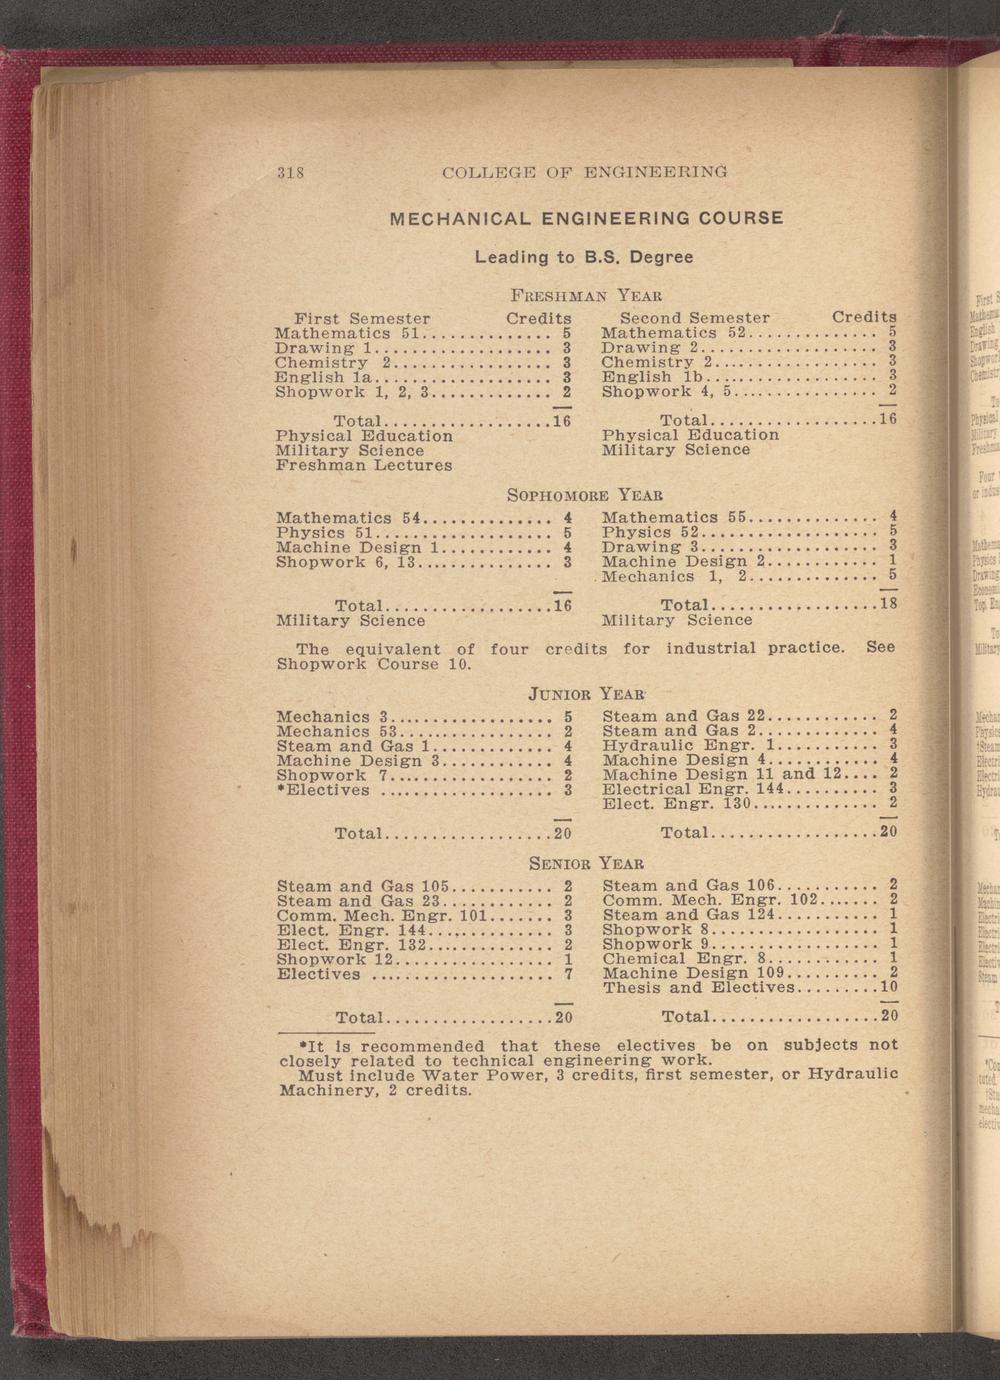 318 COLLEGE OF ENGINEERING
MECHANICAL ENGINEERING COURSE
Leading to B.S. Degree
FRESHMAN YEAR
First Semester Credits Second Semester Credits
Mathematics 51.............. 5 Mathematics 52.............. 5
Drawing 1................... 3 Drawing 2................... 3
Chemistry 2................. 3 Chemistry 2................. 3
English 1a.................. 3 English 1b.................. 3
Shopwork 1, 2, 3............. 2 Shopwork 4, 5................ 2
Total..................16 Total..................16
Physical Education Physical Education
Military Science Military Science
Freshman Lectures
SOPHOMORE YEAR
Mathematics 54.............. 4 Mathematics 55.............. 4
Physics 51................... 5 Physics 52................... 5
Machine Design 1............ 4 Drawing 3................... 3
Shopwork 6, 13.............. 3 Machine Design 2............ 1
Mechanics 1, 2.............. 5
Total..................16 Total..................18
Military Science Military Science
The equivalent of four credits for industrial practice. See
Shopwork Course 10.
JUNIOR YEAR
Mechanics 3.................. 5 Steam and Gas 22............ 2
Mechanics 53................ 2 Steam and Gas 2............. 4
Steam and Gas 1............. 4 Hydraulic Engr. 1........... 3
Machine Design 3............ 4 Machine Design 4............ 4
Shopwork 7.................. 2 Machine Design 11 and 12.... 2
*Electives .................. 3 Electrical Engr. 144.......... 3
Elect. Engr. 130.............. 2
Total..................20 Total..................20
SENIOR YEAR
Steam and Gas 105........... 2 Steam and Gas 106........... 2
Steam and Gas 23............ 2 Comm. Mech. Engr. 102....... 2
Comm. Mech. Engr. 101....... 3 Steam and Gas 124........... 1
Elect. Engr. 144.............. 3 Shopwork 8.................. 1
Elect. Engr. 132.............. 2 Shopwork 9.................. 1
Shopwork 12................. 1 Chemical Engr. 8............ 1
Electives ................... 7 Machine Design 109.......... 2
Thesis and Electives.........10
Total..................20 Total..................20
*It is recommended that these electives be on subjects not
closely related to technical engineering work.
Must include Water Power, 3 credits, first semester, or Hydraulic
Machinery, 2 credits.